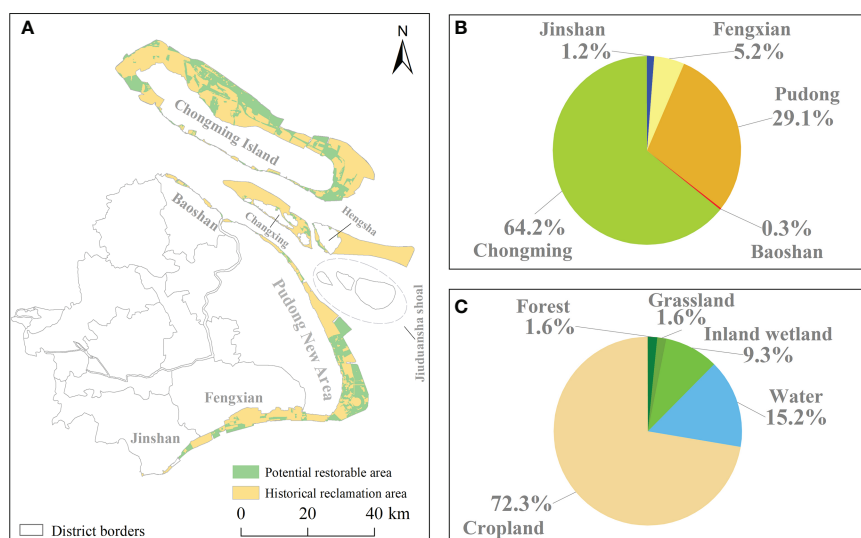 A
N
Chongming Island
Baoshan
Changxing
Hengsha
Pudong New Area
Jiuduansha shoal
Fengxian
Jinshan
Potential restorable area
Historical reclamation area
District borders
0 20 40 km
B
Jinshan
1.2%
Fengxian
5.2%
Pudong
29.1%
0.3%
Baoshan
64.2%
Chongming
C
Forest
1.6%
Grassland
1.6%
Inland wetland
9.3%
Water
15.2%
72.3%
Cropland